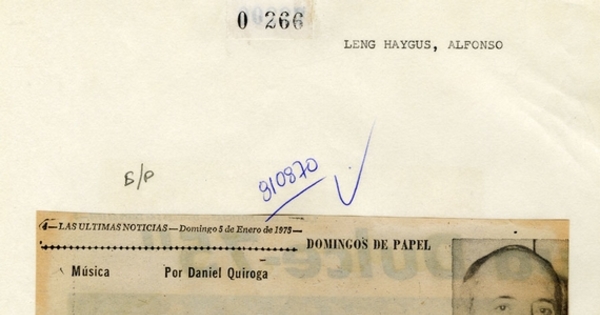 0 266
LENG HAYGUS, ALFONSO
B/P
910870
4—LAS ULTIMAS NOTICIAS—Domingo 5 de Enero de 1975—
DOMINGOS DE PAPEL
Música Por Daniel Quiroga